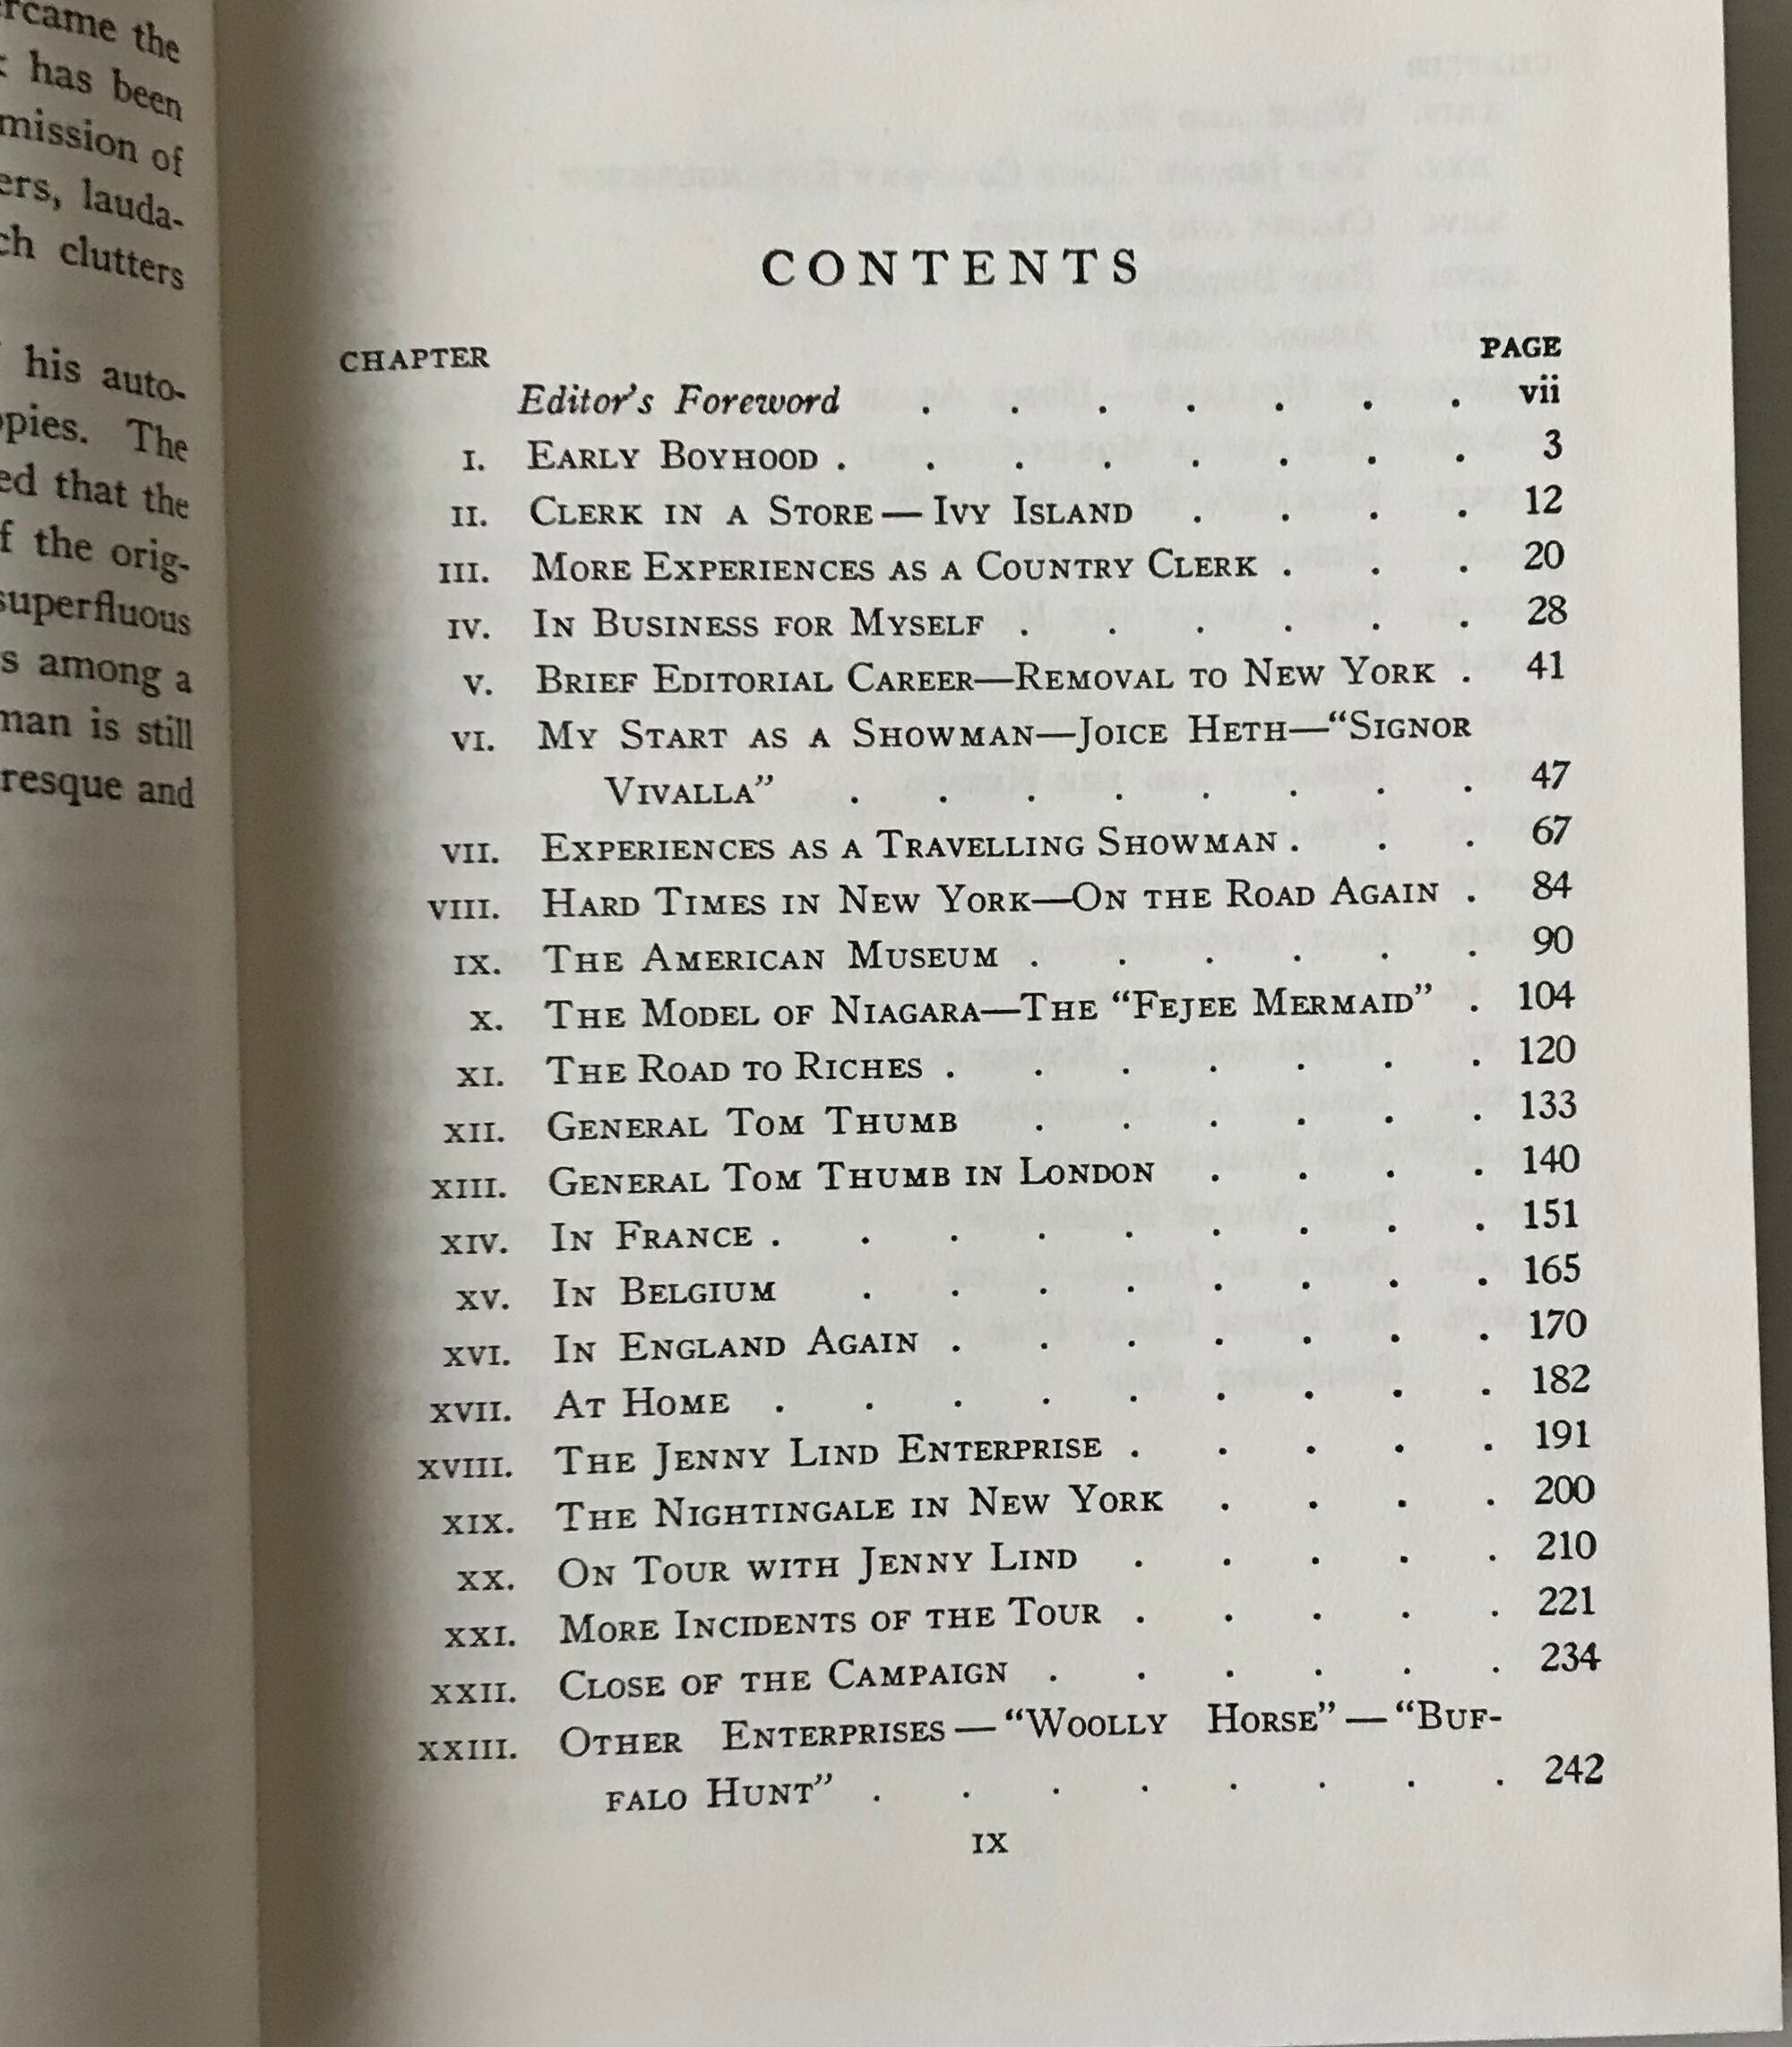 rcame the
has been
mission of
ers, lauda-
ch clutters
his auto-
opies. The
ed that the
f the orig-
superfluous
s among a
man is still
resque and
CONTENTS
CHAPTER PAGE
Editor's Foreword . . . . . . . vii
I. EARLY BOYHOOD . . . . . . . . 3
II. CLERK IN A STORE—IVY ISLAND . . . . 12
III. MORE EXPERIENCES AS A COUNTRY CLERK . . . 20
IV. IN BUSINESS FOR MYSELF . . . . . . 28
V. BRIEF EDITORIAL CAREER—REMOVAL TO NEW YORK . 41
VI. MY START AS A SHOWMAN—JOICE HETH—"SIGNOR
VIVALLA" . . . . . . . . 47
VII. EXPERIENCES AS A TRAVELLING SHOWMAN . . . 67
VIII. HARD TIMES IN NEW YORK—ON THE ROAD AGAIN . 84
IX. THE AMERICAN MUSEUM . . . . . . 90
X. THE MODEL OF NIAGARA—THE "FEJEE MERMAID" . 104
XI. THE ROAD TO RICHES . . . . . . . 120
XII. GENERAL TOM THUMB . . . . . . 133
XIII. GENERAL TOM THUMB IN LONDON . . . . 140
XIV. IN FRANCE . . . . . . . . . 151
XV. IN BELGIUM . . . . . . . . 165
XVI. IN ENGLAND AGAIN . . . . . . . 170
XVII. AT HOME . . . . . . . . . 182
XVIII. THE JENNY LIND ENTERPRISE . . . . . 191
XIX. THE NIGHTINGALE IN NEW YORK . . . . 200
XX. ON TOUR WITH JENNY LIND . . . . . 210
XXI. MORE INCIDENTS OF THE TOUR . . . . . 221
XXII. CLOSE OF THE CAMPAIGN . . . . . . 234
XXIII. OTHER ENTERPRISES—"WOOLLY HORSE"—"BUF-
FALO HUNT" . . . . . . . . 242
IX